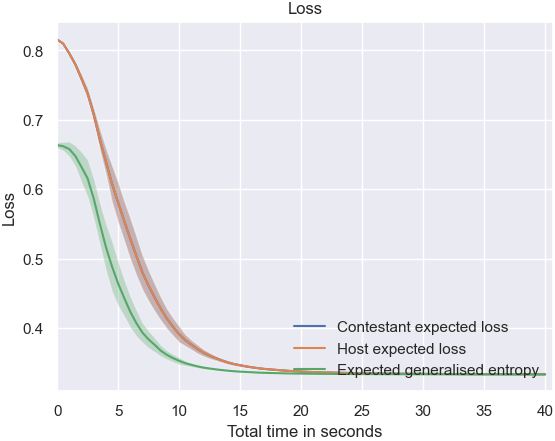 Loss
0.8
0.7
0.6
0.5
0.4
Loss
Contestant expected loss
Host expected loss
Expected generalised entropy
0 5 10 15 20 25 30 35 40
Total time in seconds